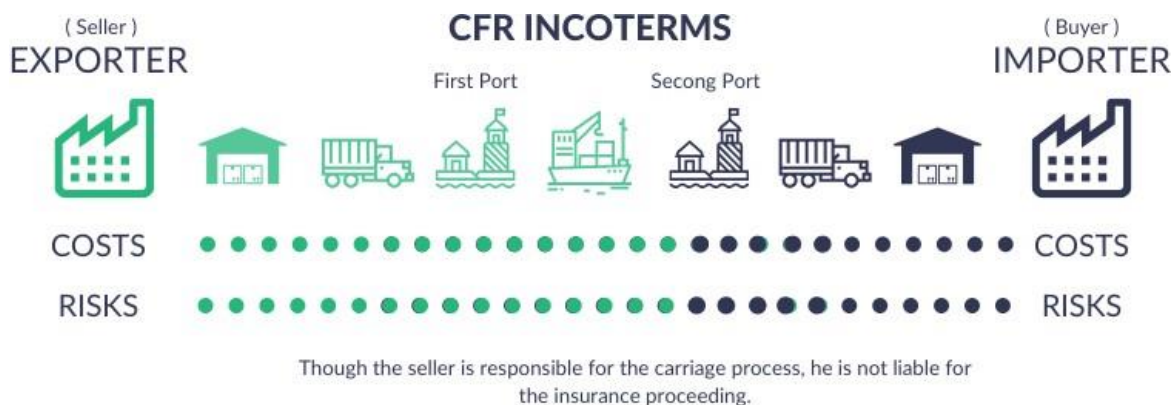 ( Seller )
EXPORTER
CFR INCOTERMS
( Buyer )
IMPORTER
First Port
Secong Port
COSTS
COSTS
RISKS
RISKS
Though the seller is responsible for the carriage process, he is not liable for
the insurance proceeding.